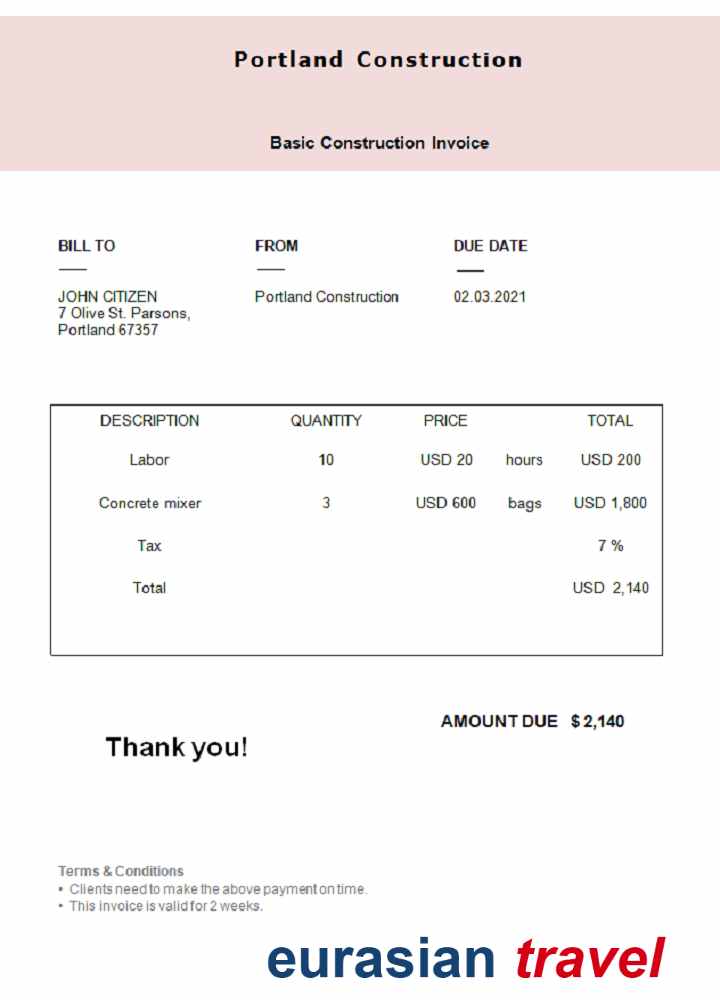 Portland Construction
Basic Construction Invoice
BILL TO FROM DUE DATE
JOHN CITIZEN Portland Construction 02.03.2021
7 Olive St. Parsons,
Portland 67357
DESCRIPTION QUANTITY PRICE TOTAL
Labor 10 USD 20 hours USD 200
Concrete mixer 3 USD 600 bags USD 1,800
Tax 7 %
Total USD 2,140
AMOUNT DUE $ 2,140
Thank you!
Terms & Conditions
• Clients need to make the above payment on time.
• This invoice is valid for 2 weeks.
eurasian travel